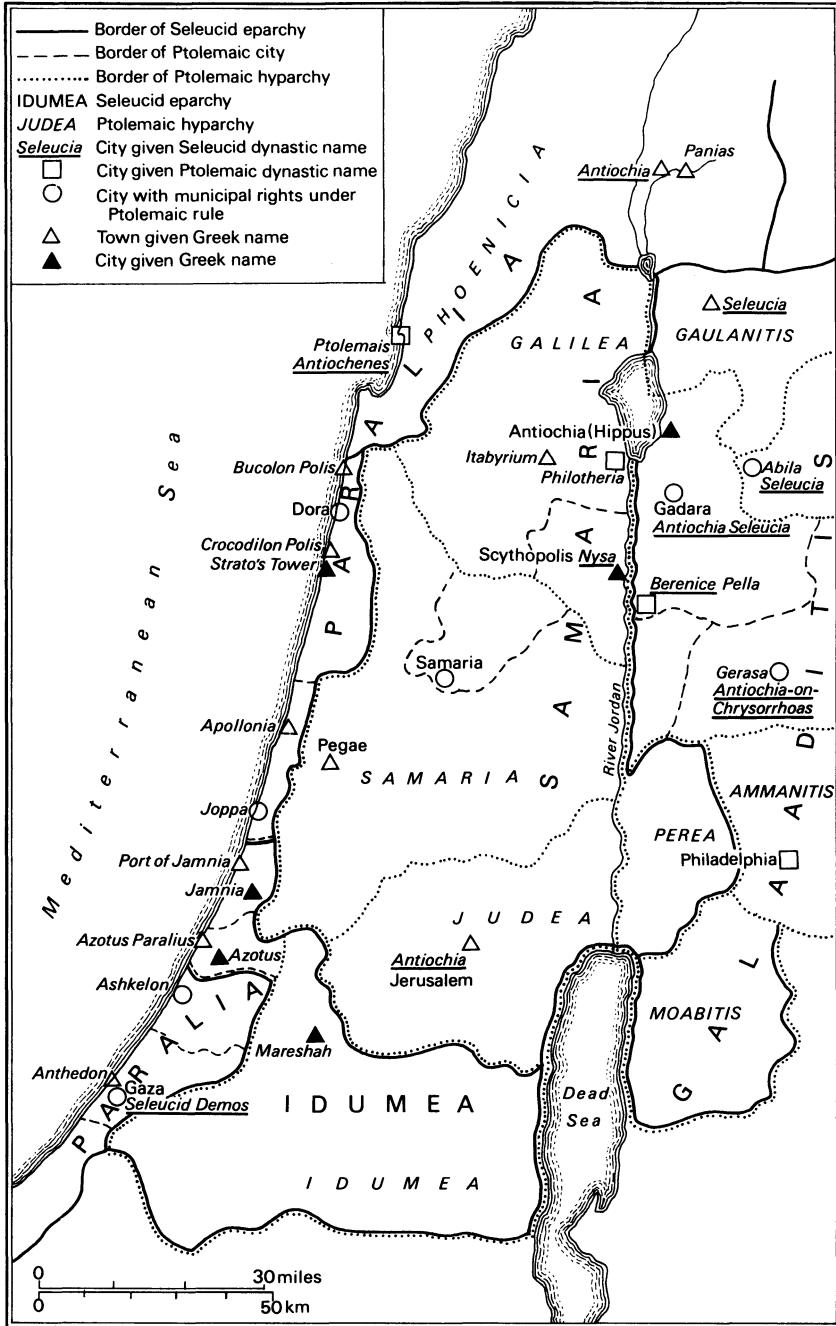 Border of Seleucid eparchy
Border of Ptolemaic city
Border of Ptolemaic hyparchy
IDUMEA Seleucid eparchy
JUDEA Ptolemaic hyparchy
Seleucia City given Seleucid dynastic name
City given Ptolemaic dynastic name
City with municipal rights under
Ptolemaic rule
Town given Greek name
City given Greek name
Antiochia
Panias
PHOENICIA
PARALIA
Seleucia
GAULANITIS
GALILEA
Ptolemais
Antiochenes
Mediterranean Sea
Antiochia (Hippus)
Bucolon Polis
Itabyrium
Philotheria
Abila
Seleucia
Dora
Gadara
Antiochia Seleucia
Crocodilon Polis
Strato's Tower
Scythopolis Nysa
Berenice Pella
SAMARIA
Samaria
Gerasa
Antiochia-on-
Chrysorrhoas
River Jordan
Apollonia
Pegae
SAMARIA
AMMANITIS
GALADITIS
Joppa
PEREA
Philadelphia
Port of Jamnia
Jamnia
JUDEA
Azotus Paralius
Azotus
Antiochia
Jerusalem
Ashkelon
MOABITIS
PARALIA
Mareshah
Anthedon
Gaza
Seleucid Demos
IDUMEA
Dead
Sea
IDUMEA
0 30 miles
0 50 km